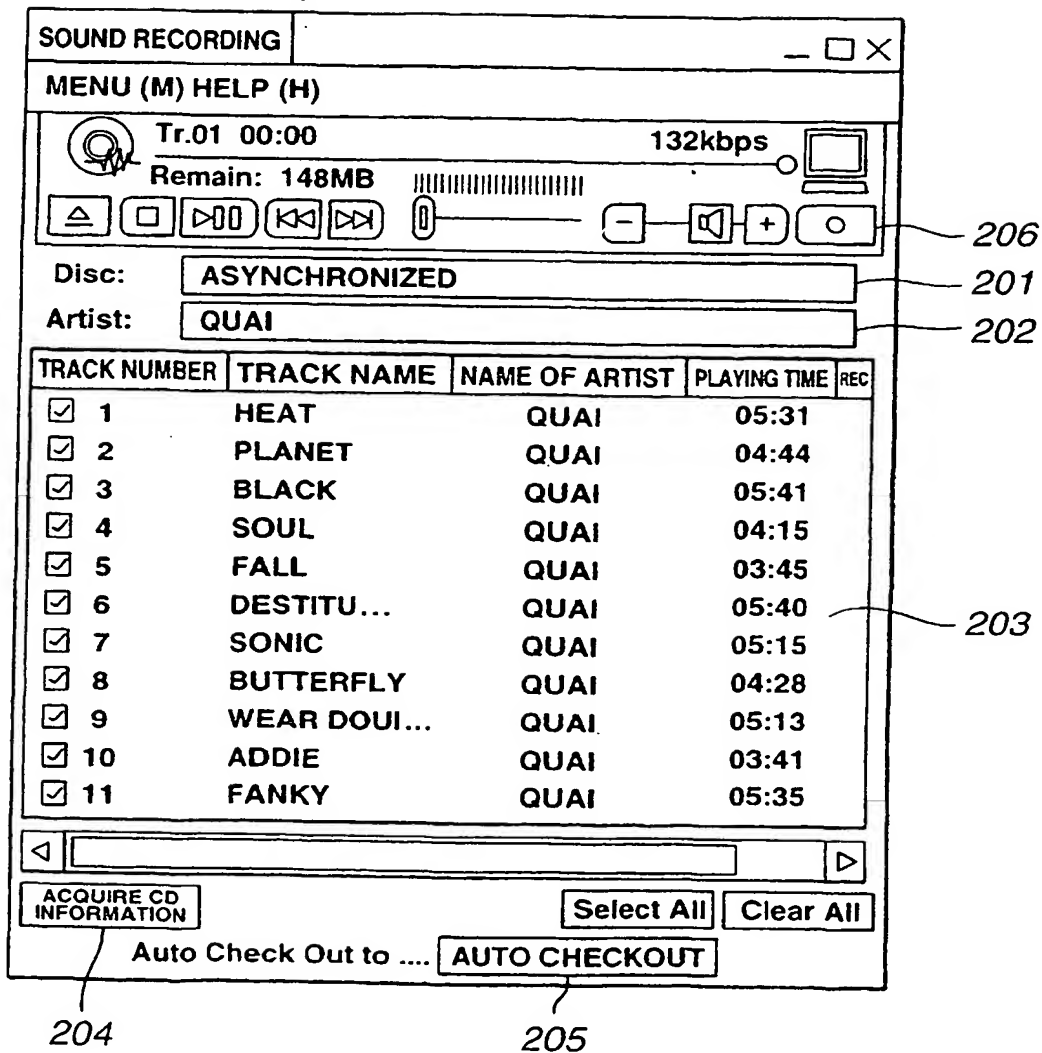 SOUND RECORDING
MENU (M) HELP (H)
Tr.01 00:00 132kbps
Remain: 148MB
206
Disc: ASYNCHRONIZED
201
Artist: QUAI
202
TRACK NUMBER TRACK NAME NAME OF ARTIST PLAYING TIME REC
1 HEAT QUAI 05:31
2 PLANET QUAI 04:44
3 BLACK QUAI 05:41
4 SOUL QUAI 04:15
5 FALL QUAI 03:45
6 DESTITU... QUAI 05:40
203
7 SONIC QUAI 05:15
8 BUTTERFLY QUAI 04:28
9 WEAR DOUI... QUAI 05:13
10 ADDIE QUAI 03:41
11 FANKY QUAI 05:35
ACQUIRE CD
INFORMATION
Select All Clear All
Auto Check Out to .... AUTO CHECKOUT
204 205